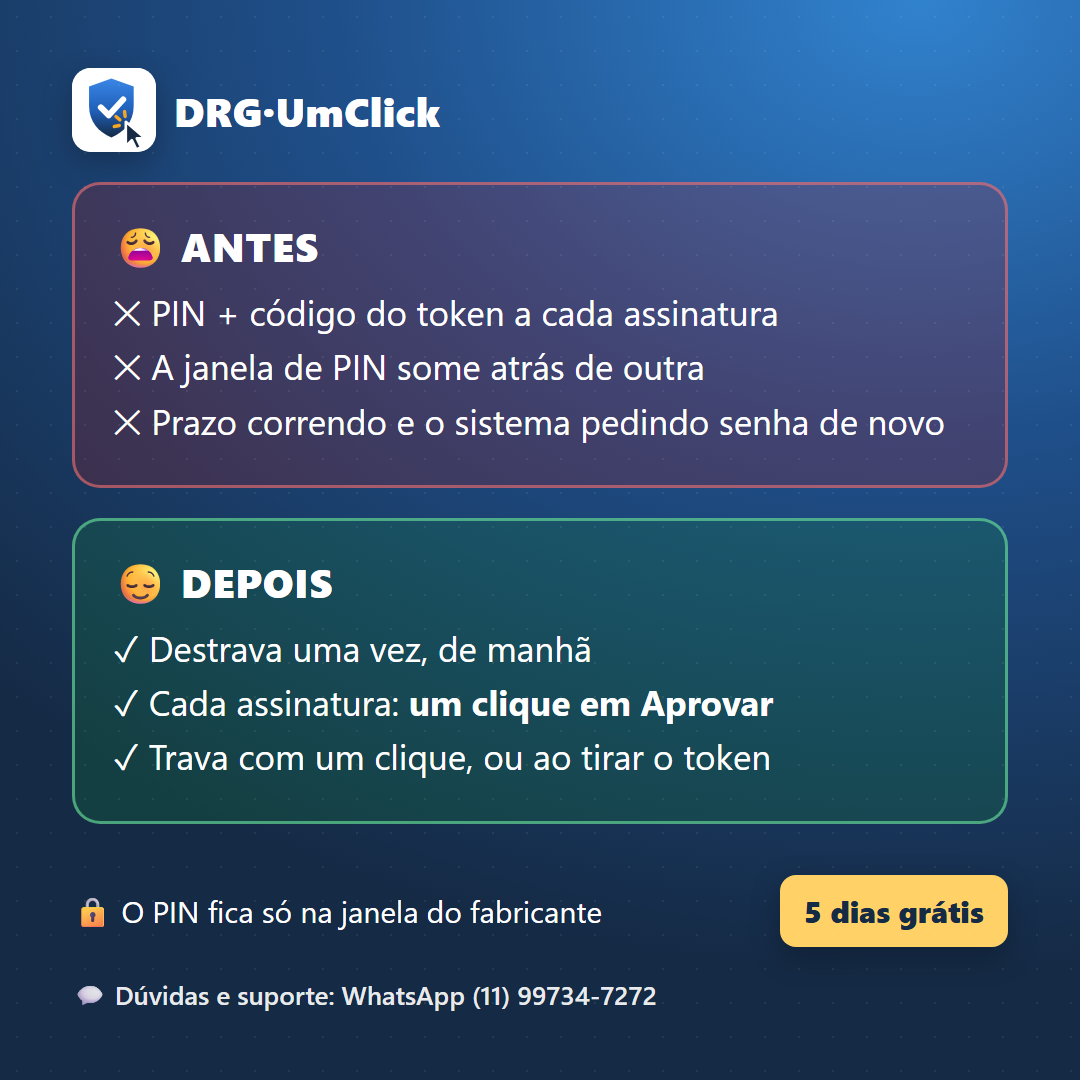 DRG·UmClick
😩 ANTES
✕ PIN + código do token a cada assinatura
✕ A janela de PIN some atrás de outra
✕ Prazo correndo e o sistema pedindo senha de novo
😌 DEPOIS
✓ Destrava uma vez, de manhã
✓ Cada assinatura: um clique em Aprovar
✓ Trava com um clique, ou ao tirar o token
🔒 O PIN fica só na janela do fabricante
5 dias grátis
💬 Dúvidas e suporte: WhatsApp (11) 99734-7272